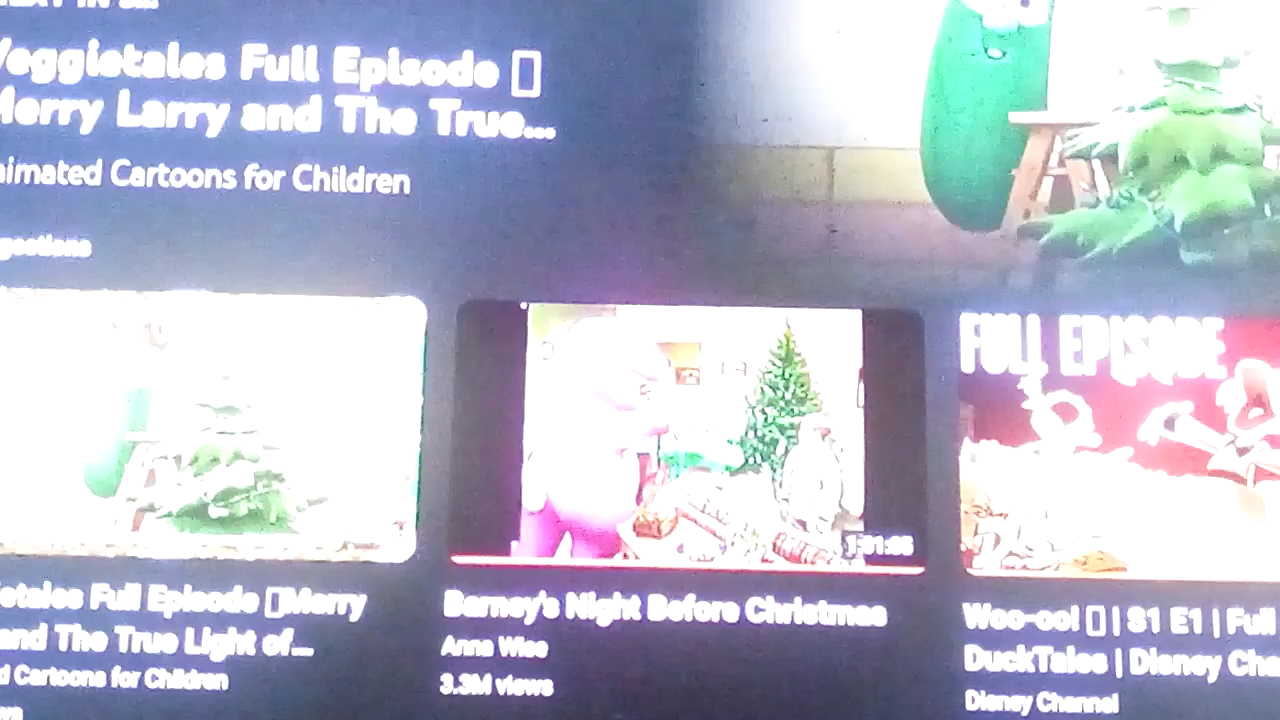 Veggietales Full Episode
Merry Larry and The True...
Animated Cartoons for Children
FULL EPISODE
Full Episode Merry
and The True Light of...
Cartoons for Children
Barney's Night Before Christmas
Anna Wise
3.3M views
Woo-oo! | S1 E1 | Full
DuckTales | Disney Cha
Disney Channel